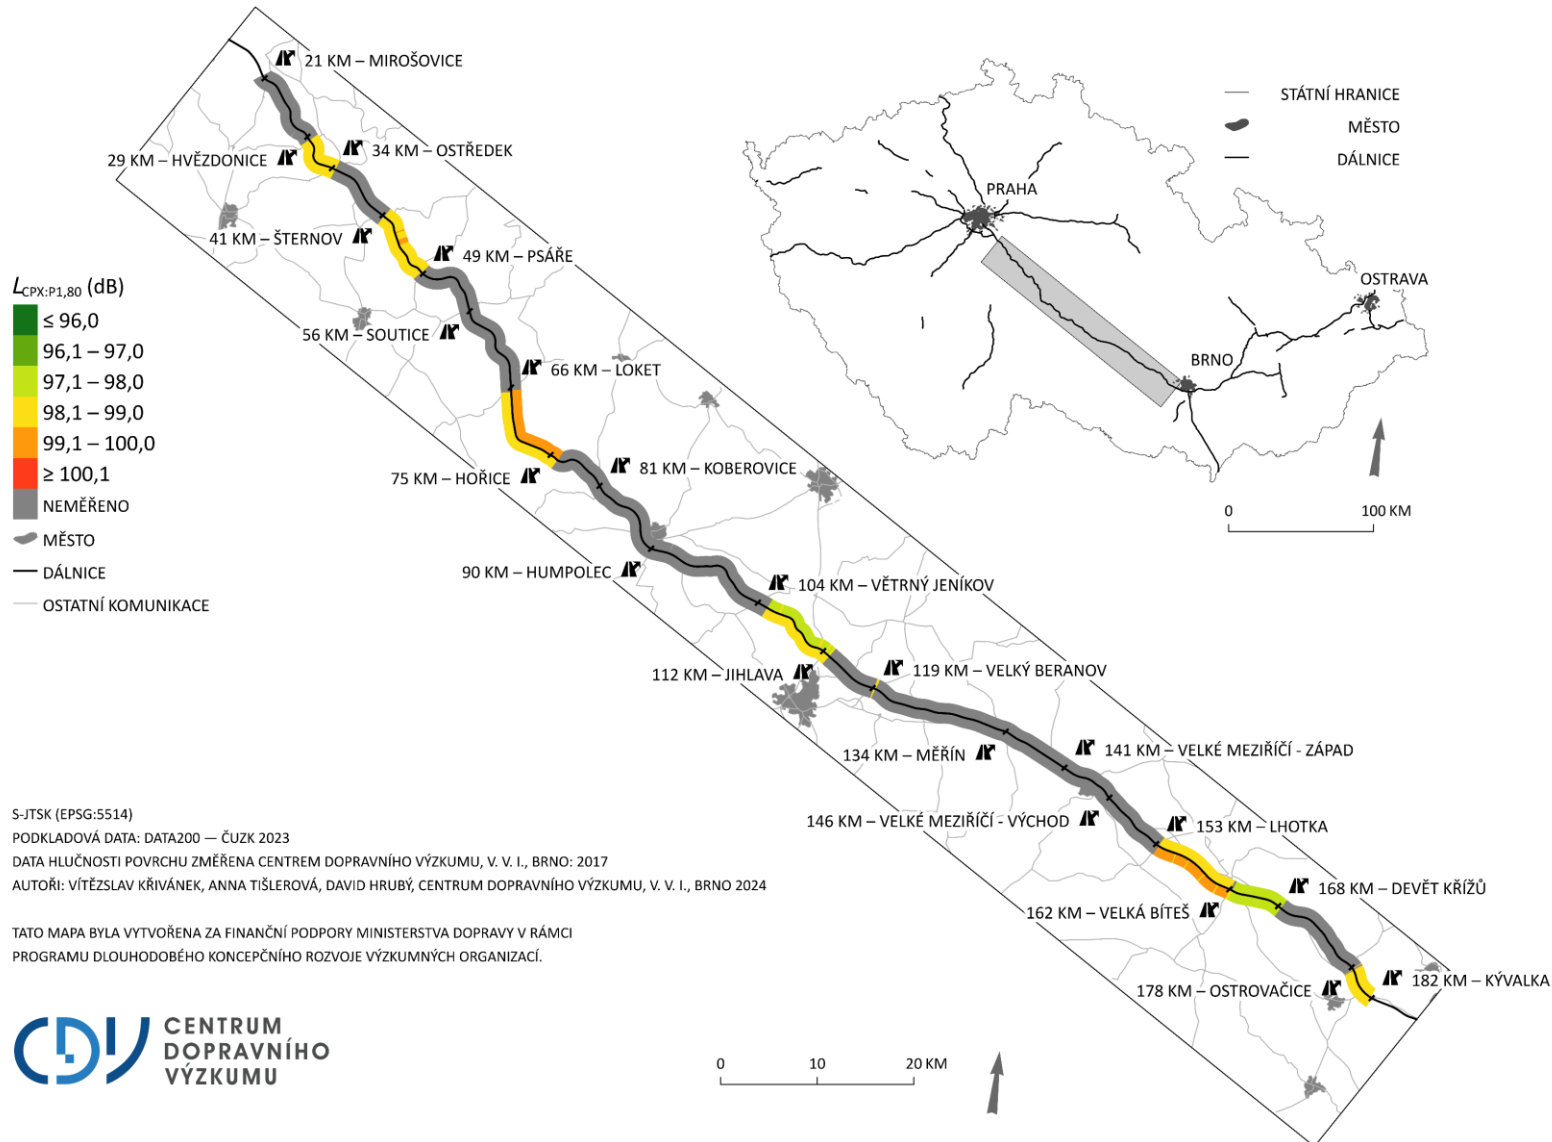 21 KM – MIROŠOVICE
29 KM – HVĚZDONICE
34 KM – OSTŘEDEK
41 KM – ŠTERNOV
49 KM – PSÁŘE
56 KM – SOUTICE
66 KM – LOKET
75 KM – HOŘICE
81 KM – KOBEROVICE
90 KM – HUMPOLEC
104 KM – VĚTRNÝ JENÍKOV
112 KM – JIHLAVA
119 KM – VELKÝ BERANOV
134 KM – MĚŘÍN
141 KM – VELKÉ MEZIŘÍČÍ - ZÁPAD
146 KM – VELKÉ MEZIŘÍČÍ - VÝCHOD
153 KM – LHOTKA
162 KM – VELKÁ BÍTEŠ
168 KM – DEVĚT KŘÍŽŮ
178 KM – OSTROVAČICE
182 KM – KÝVALKA
STÁTNÍ HRANICE
MĚSTO
DÁLNICE
PRAHA
OSTRAVA
BRNO
0 100 KM
LCPX:P1,80 (dB)
≤ 96,0
96,1 – 97,0
97,1 – 98,0
98,1 – 99,0
99,1 – 100,0
≥ 100,1
NEMĚŘENO
MĚSTO
DÁLNICE
OSTATNÍ KOMUNIKACE
S-JTSK (EPSG:5514)
PODKLADOVÁ DATA: DATA200 — ČUZK 2023
DATA HLUČNOSTI POVRCHU ZMĚŘENA CENTREM DOPRAVNÍHO VÝZKUMU, V. V. I., BRNO: 2017
AUTOŘI: VÍTĚZSLAV KŘIVÁNEK, ANNA TIŠLEROVÁ, DAVID HRUBÝ, CENTRUM DOPRAVNÍHO VÝZKUMU, V. V. I., BRNO 2024
TATO MAPA BYLA VYTVOŘENA ZA FINANČNÍ PODPORY MINISTERSTVA DOPRAVY V RÁMCI
PROGRAMU DLOUHODOBÉHO KONCEPČNÍHO ROZVOJE VÝZKUMNÝCH ORGANIZACÍ.
CDV
CENTRUM
DOPRAVNÍHO
VÝZKUMU
0 10 20 KM